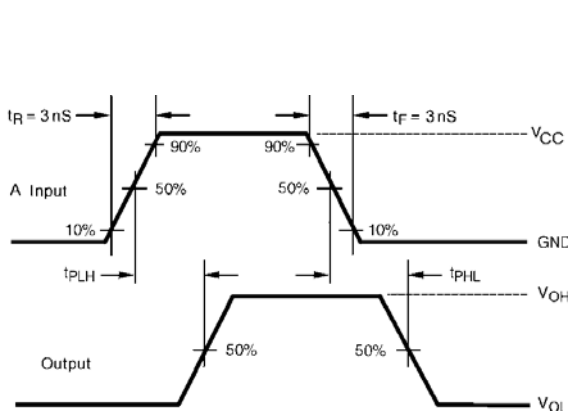 tR = 3 nS
tF = 3 nS
VCC
90%
90%
A Input
50%
50%
10%
10%
GND
tPLH
tPHL
VOH
50%
50%
Output
VOL